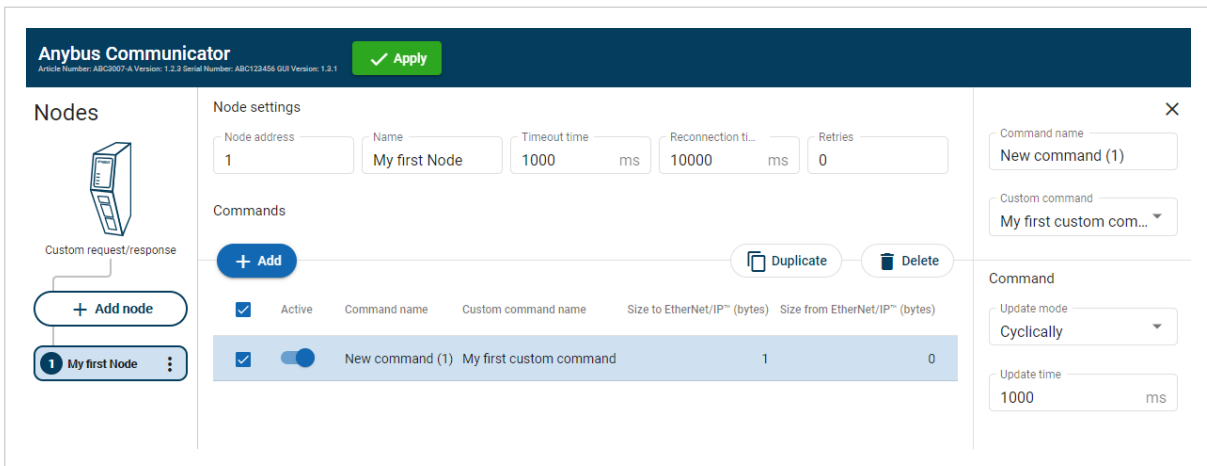 Anybus Communicator
Article Number: ABC3007-A Version: 1.2.3 Serial Number: ABC123456 GUI Version: 1.3.1
Apply
Nodes
Custom request/response
+ Add node
1 My first Node
Node settings
Node address
1
Name
My first Node
Timeout time
1000 ms
Reconnection ti...
10000 ms
Retries
0
Commands
+ Add
Duplicate
Delete
Active Command name Custom command name Size to EtherNet/IP™ (bytes) Size from EtherNet/IP™ (bytes)
New command (1) My first custom command 1 0
Command name
New command (1)
Custom command
My first custom com...
Command
Update mode
Cyclically
Update time
1000 ms